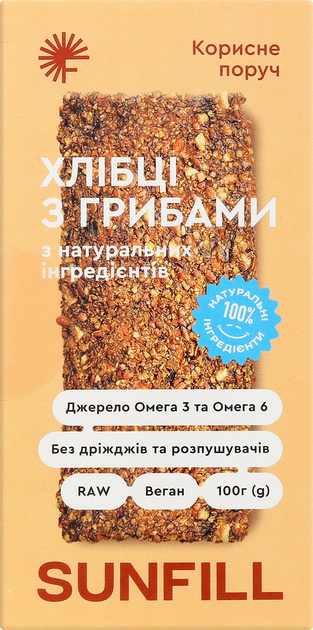 Корисне
поруч
ХЛІБЦІ
З ГРИБАМИ
з натуральних
інгредієнтів
НАТУРАЛЬНІ
100%
ІНГРЕДІЄНТИ
Джерело Омега 3 та Омега 6
Без дріжджів та розпушувачів
RAW
Веган
100г (g)
SUNFILL